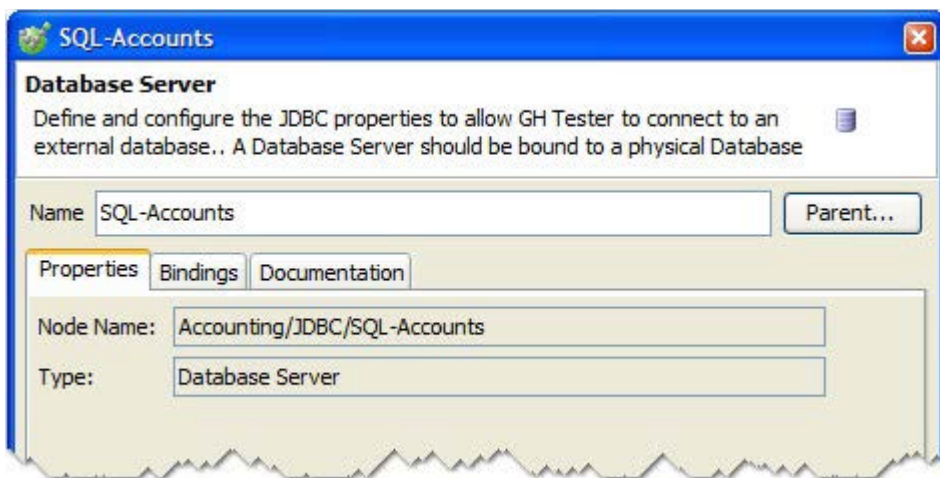 SQL-Accounts
Database Server
Define and configure the JDBC properties to allow GH Tester to connect to an
external database.. A Database Server should be bound to a physical Database
Name SQL-Accounts Parent...
Properties Bindings Documentation
Node Name: Accounting/JDBC/SQL-Accounts
Type: Database Server